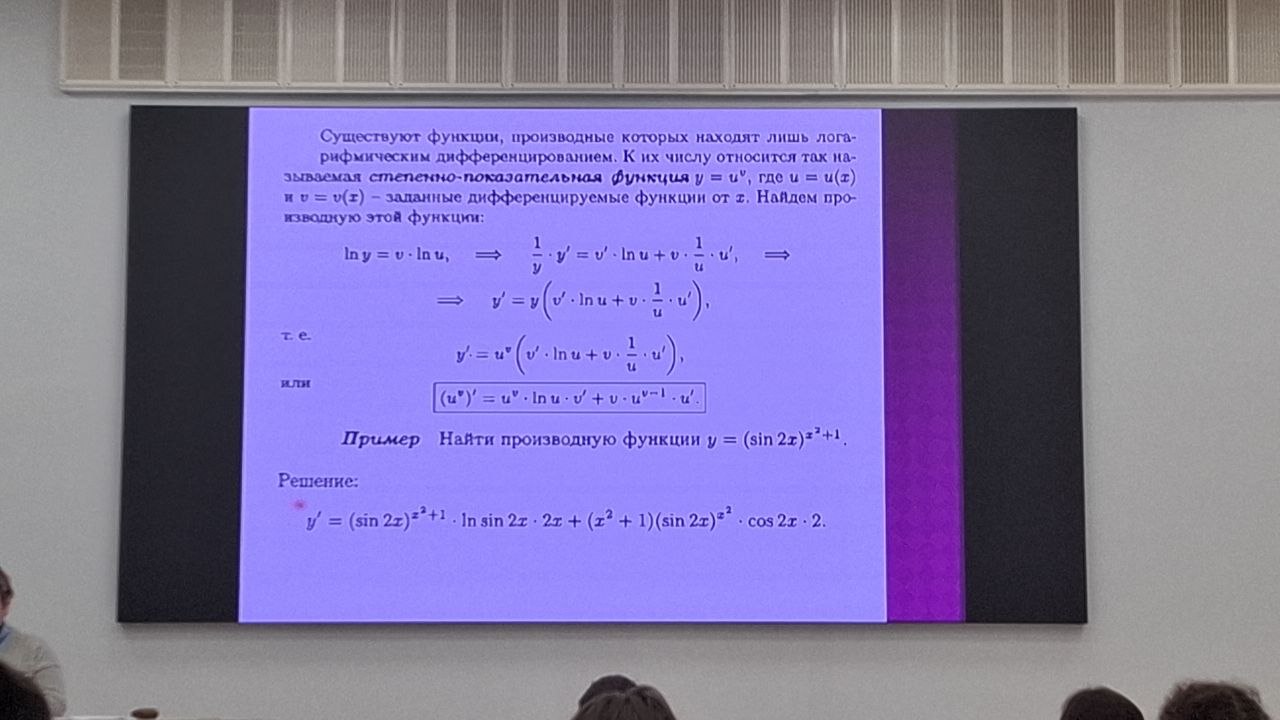 Существуют функции, производные которых находят лишь лога-
рифмическим дифференцированием. К их числу относится так на-
зываемая степенно-показательная функция y = u^v, где u = u(x)
и v = v(x) – заданные дифференцируемые функции от x. Найдем про-
изводную этой функции:
ln y = v · ln u, ⟹ 1/y · y′ = v′ · ln u + v · 1/u · u′, ⟹
⟹ y′ = y(v′ · ln u + v · 1/u · u′),
т. е.
y′ = u^v(v′ · ln u + v · 1/u · u′),
или
(u^v)′ = u^v · ln u · v′ + v · u^{v−1} · u′.
Пример Найти производную функции y = (sin 2x)^{x²+1}.
Решение:
y′ = (sin 2x)^{x²+1} · ln sin 2x · 2x + (x² + 1)(sin 2x)^{x²} · cos 2x · 2.